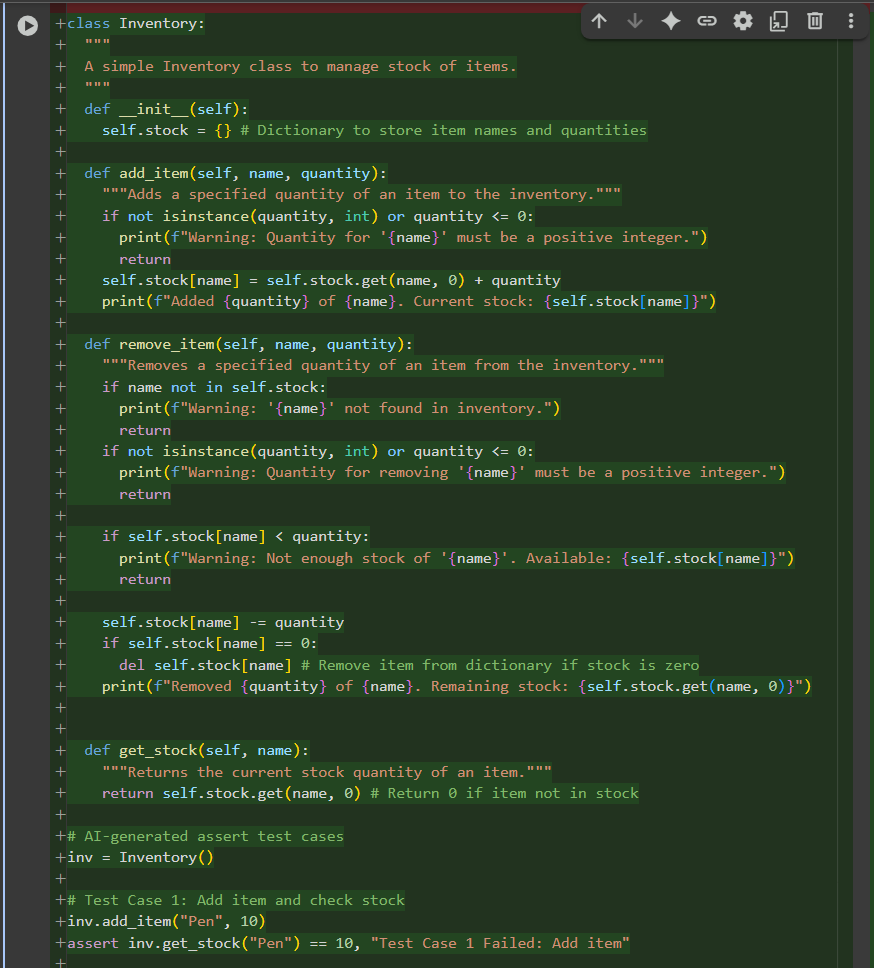 +class Inventory:
+  """
+  A simple Inventory class to manage stock of items.
+  """
+  def __init__(self):
+    self.stock = {} # Dictionary to store item names and quantities
+
+  def add_item(self, name, quantity):
+    """Adds a specified quantity of an item to the inventory."""
+    if not isinstance(quantity, int) or quantity <= 0:
+      print(f"Warning: Quantity for '{name}' must be a positive integer.")
+      return
+    self.stock[name] = self.stock.get(name, 0) + quantity
+    print(f"Added {quantity} of {name}. Current stock: {self.stock[name]}")
+
+  def remove_item(self, name, quantity):
+    """Removes a specified quantity of an item from the inventory."""
+    if name not in self.stock:
+      print(f"Warning: '{name}' not found in inventory.")
+      return
+    if not isinstance(quantity, int) or quantity <= 0:
+      print(f"Warning: Quantity for removing '{name}' must be a positive integer.")
+      return
+
+    if self.stock[name] < quantity:
+      print(f"Warning: Not enough stock of '{name}'. Available: {self.stock[name]}")
+      return
+
+    self.stock[name] -= quantity
+    if self.stock[name] == 0:
+      del self.stock[name] # Remove item from dictionary if stock is zero
+    print(f"Removed {quantity} of {name}. Remaining stock: {self.stock.get(name, 0)}")
+
+
+  def get_stock(self, name):
+    """Returns the current stock quantity of an item."""
+    return self.stock.get(name, 0) # Return 0 if item not in stock
+
+# AI-generated assert test cases
+inv = Inventory()
+
+# Test Case 1: Add item and check stock
+inv.add_item("Pen", 10)
+assert inv.get_stock("Pen") == 10, "Test Case 1 Failed: Add item"
+